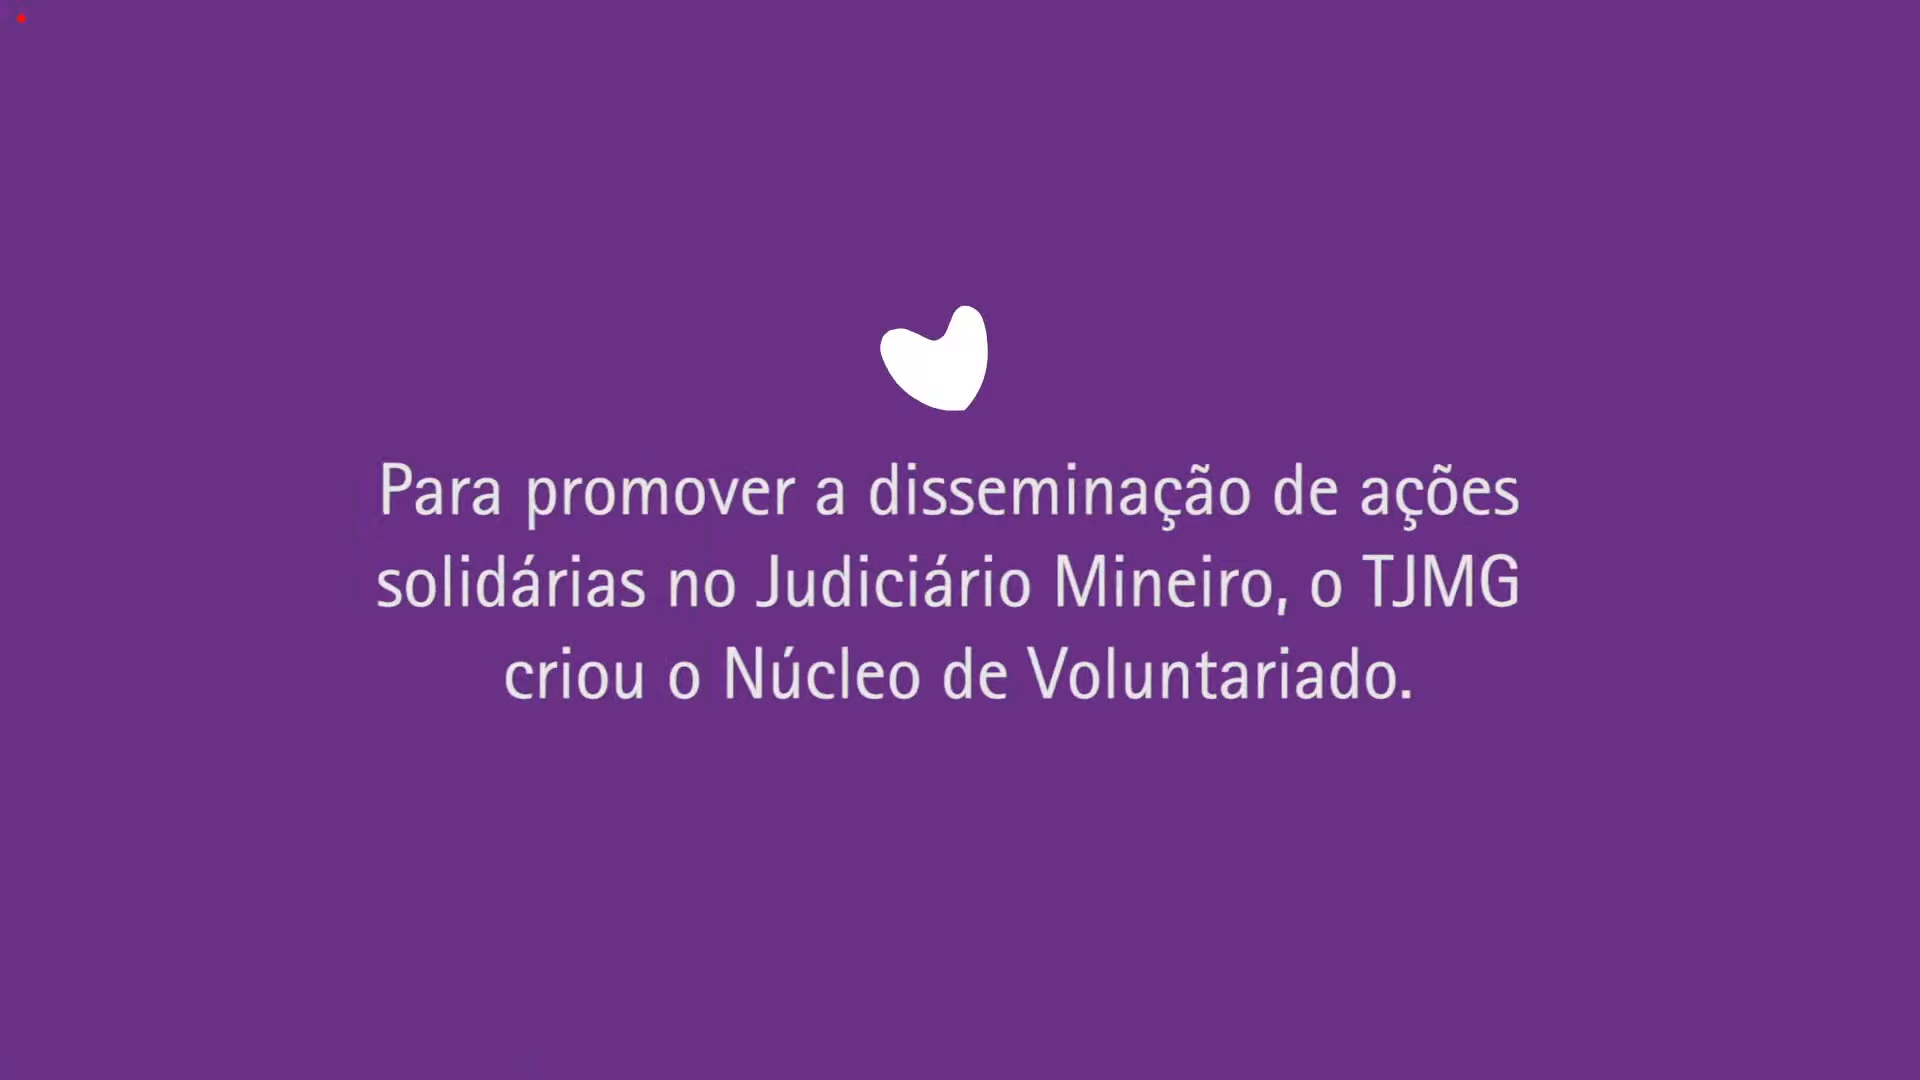 Para promover a disseminação de ações
solidárias no Judiciário Mineiro, o TJMG
criou o Núcleo de Voluntariado.